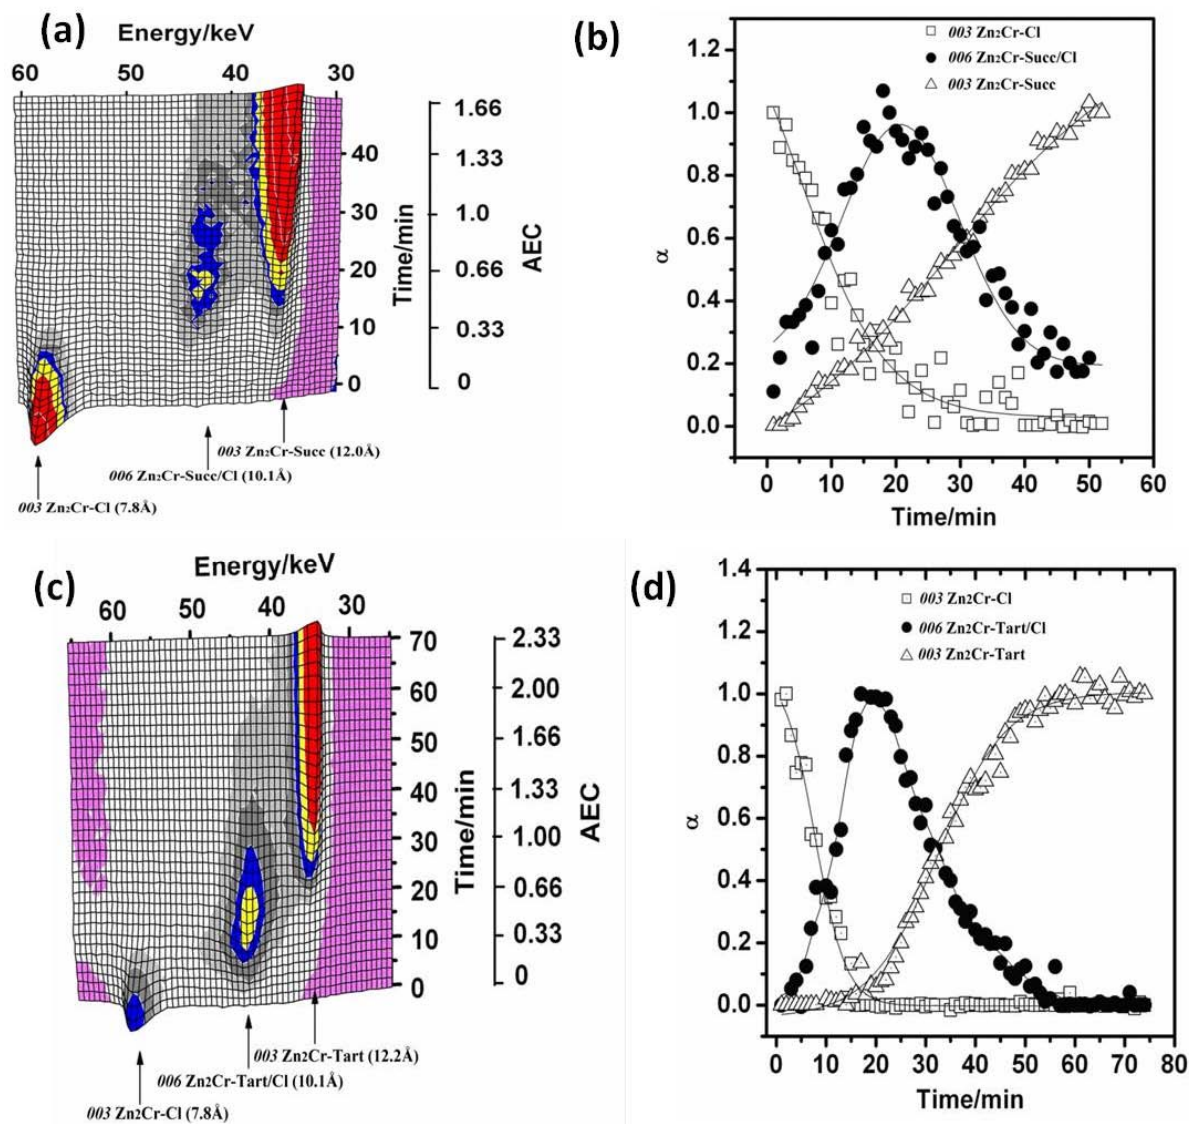 (a)
Energy/keV
60 50 40 30
40
30
20
10
0
Time/min
1.66
1.33
1.0
0.66
0.33
0
AEC
003 Zn2Cr-Succ (12.0Å)
006 Zn2Cr-Succ/Cl (10.1Å)
003 Zn2Cr-Cl (7.8Å)
(b)
003 Zn2Cr-Cl
006 Zn2Cr-Succ/Cl
003 Zn2Cr-Succ
1.2
1.0
0.8
0.6
0.4
0.2
0.0
α
0 10 20 30 40 50 60
Time/min
(c)
Energy/keV
60 50 40 30
70
60
50
40
30
20
10
0
Time/min
2.33
2.00
1.66
1.33
1.00
0.66
0.33
0
AEC
003 Zn2Cr-Tart (12.2Å)
006 Zn2Cr-Tart/Cl (10.1Å)
003 Zn2Cr-Cl (7.8Å)
(d)
003 Zn2Cr-Cl
006 Zn2Cr-Tart/Cl
003 Zn2Cr-Tart
1.4
1.2
1.0
0.8
0.6
0.4
0.2
0.0
α
0 10 20 30 40 50 60 70 80
Time/min